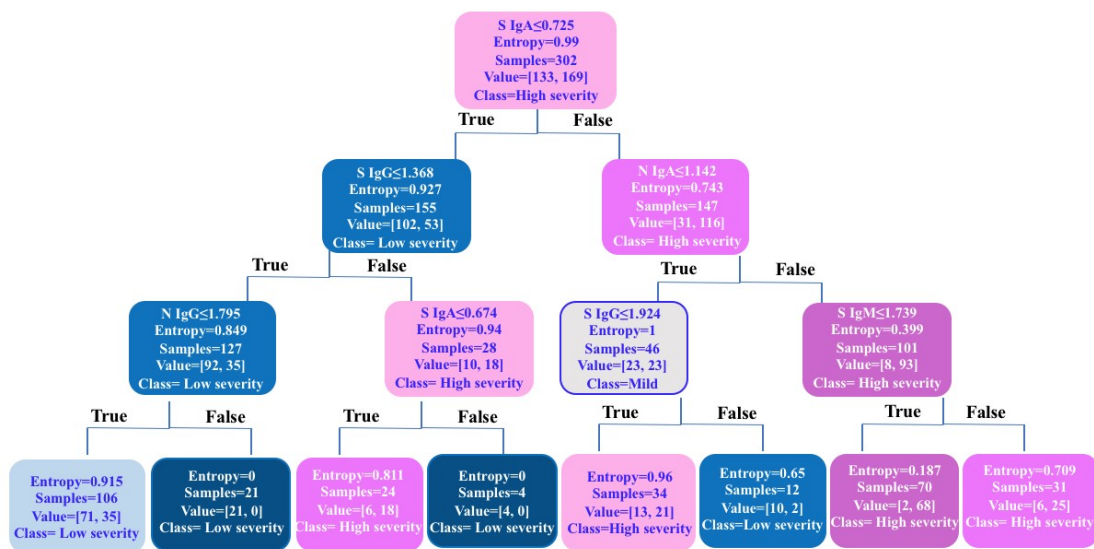 S IgA≤0.725
Entropy=0.99
Samples=302
Value=[133, 169]
Class=High severity
True
False
S IgG≤1.368
Entropy=0.927
Samples=155
Value=[102, 53]
Class= Low severity
N IgA≤1.142
Entropy=0.743
Samples=147
Value=[31, 116]
Class= High severity
True
False
True
False
N IgG≤1.795
Entropy=0.849
Samples=127
Value=[92, 35]
Class= Low severity
S IgA≤0.674
Entropy=0.94
Samples=28
Value=[10, 18]
Class= High severity
S IgG≤1.924
Entropy=1
Samples=46
Value=[23, 23]
Class=Mild
S IgM≤1.739
Entropy=0.399
Samples=101
Value=[8, 93]
Class= High severity
True
False
True
False
True
False
True
False
Entropy=0.915
Samples=106
Value=[71, 35]
Class= Low severity
Entropy=0
Samples=21
Value=[21, 0]
Class= Low severity
Entropy=0.811
Samples=24
Value=[6, 18]
Class= High severity
Entropy=0
Samples=4
Value=[4, 0]
Class= Low severity
Entropy=0.96
Samples=34
Value=[13, 21]
Class=High severity
Entropy=0.65
Samples=12
Value=[10, 2]
Class=Low severity
Entropy=0.187
Samples=70
Value=[2, 68]
Class= High severity
Entropy=0.709
Samples=31
Value=[6, 25]
Class= High severity